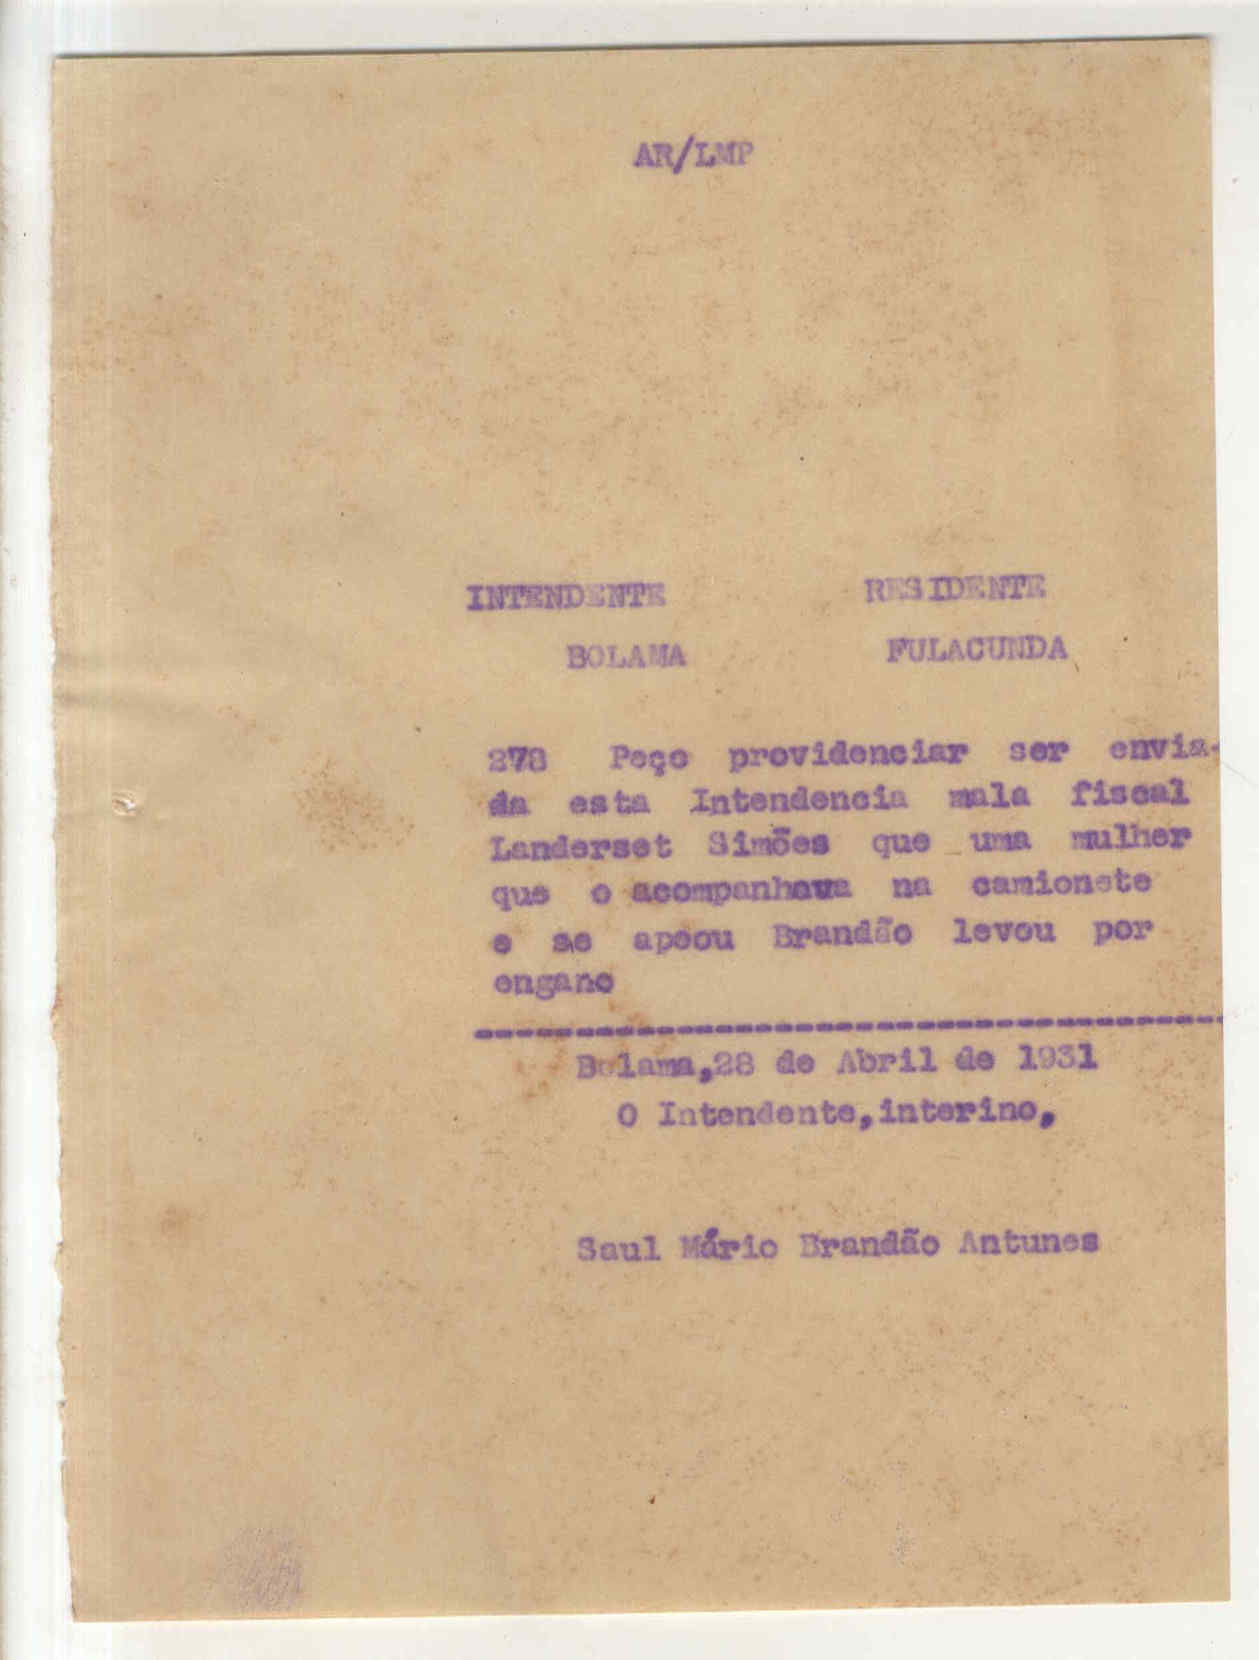 AR/LMP
INTENDENTE RESIDENTE
BOLAMA FULACUNDA
278 Peço providenciar ser envia-
da esta Intendencia mala fiscal
Landerset Simões que uma mulher
que o acompanhava na camionete
e se apeou Brandão levou por
engano
Bolama,28 de Abril de 1931
O Intendente,interino,
Saul Mário Brandão Antunes